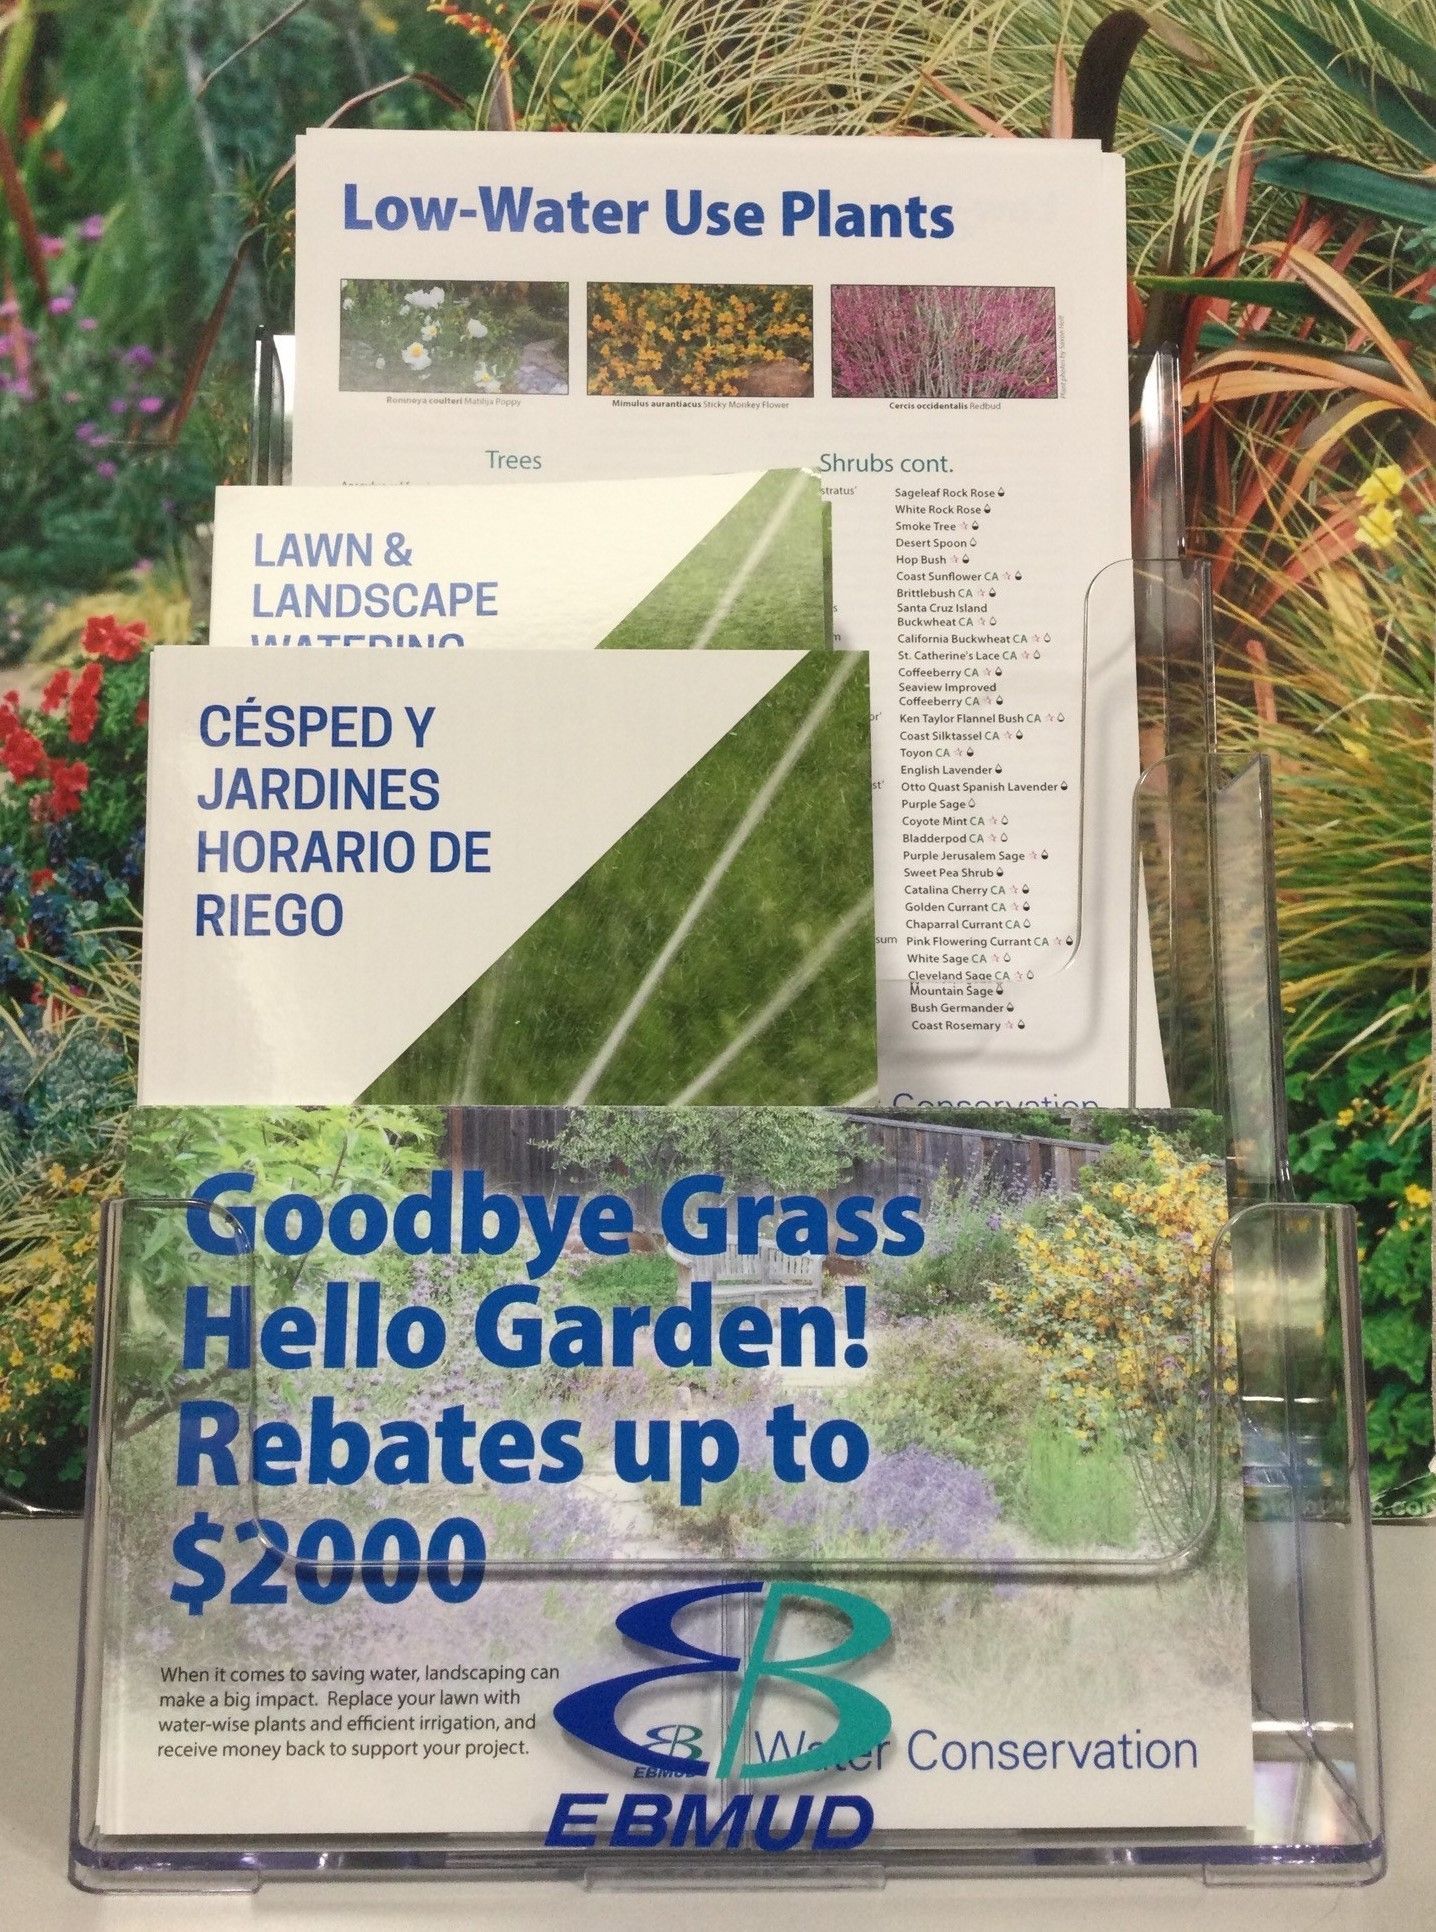 Low-Water Use Plants
Romneya coulteri Matilija Poppy
Mimulus aurantiacus Sticky Monkey Flower
Cercis occidentalis Redbud
Trees
Shrubs cont.
stratus'
Sageleaf Rock Rose
White Rock Rose
Smoke Tree
Desert Spoon
Hop Bush
Coast Sunflower CA
Brittlebush CA
Santa Cruz Island
Buckwheat CA
California Buckwheat CA
St. Catherine's Lace CA
Coffeeberry CA
Seaview Improved
Coffeeberry CA
Ken Taylor Flannel Bush CA
Coast Silktassel CA
Toyon CA
English Lavender
Otto Quast Spanish Lavender
Purple Sage
Coyote Mint CA
Bladderpod CA
Purple Jerusalem Sage
Sweet Pea Shrub
Catalina Cherry CA
Golden Currant CA
Chaparral Currant CA
sum Pink Flowering Currant CA
White Sage CA
Cleveland Sage CA
Mountain Sage
Bush Germander
Coast Rosemary
Conservation
LAWN &
LANDSCAPE
WATERING
CÉSPED Y
JARDINES
HORARIO DE
RIEGO
Goodbye Grass
Hello Garden!
Rebates up to
$2000
When it comes to saving water, landscaping can
make a big impact. Replace your lawn with
water-wise plants and efficient irrigation, and
receive money back to support your project.
EBMUD
Water Conservation
EBMUD